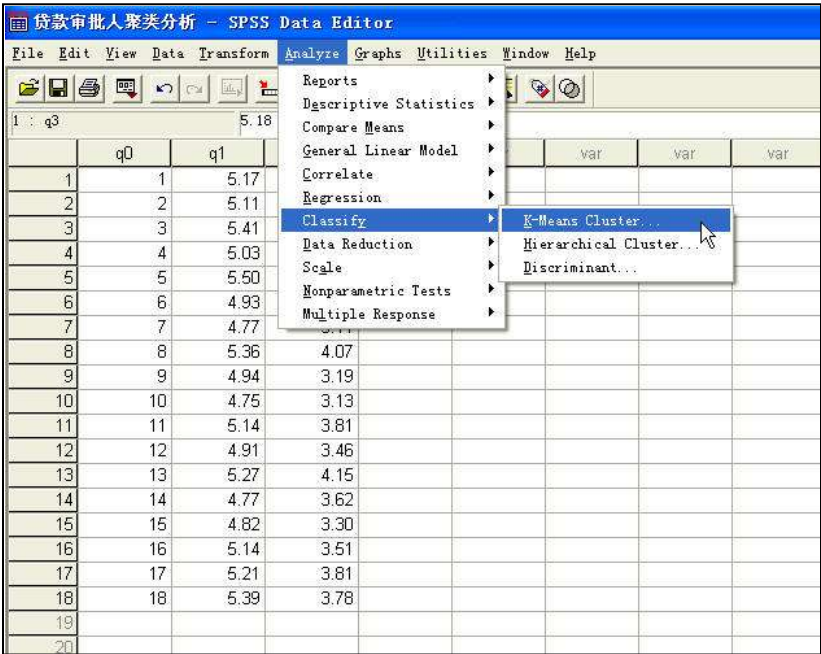 贷款审批人聚类分析 - SPSS Data Editor
File Edit View Data Transform Analyze Graphs Utilities Window Help
1 : q3 5.18
q0 q1 var var var
Reports
Descriptive Statistics
Compare Means
General Linear Model
Correlate
Regression
Classify
Data Reduction
Scale
Nonparametric Tests
Multiple Response
K-Means Cluster...
Hierarchical Cluster...
Discriminant...
1 1 5.17
2 2 5.11
3 3 5.41
4 4 5.03
5 5 5.50
6 6 4.93
7 7 4.77
8 8 5.36 4.07
9 9 4.94 3.19
10 10 4.75 3.13
11 11 5.14 3.81
12 12 4.91 3.46
13 13 5.27 4.15
14 14 4.77 3.62
15 15 4.82 3.30
16 16 5.14 3.51
17 17 5.21 3.81
18 18 5.39 3.78
19
20